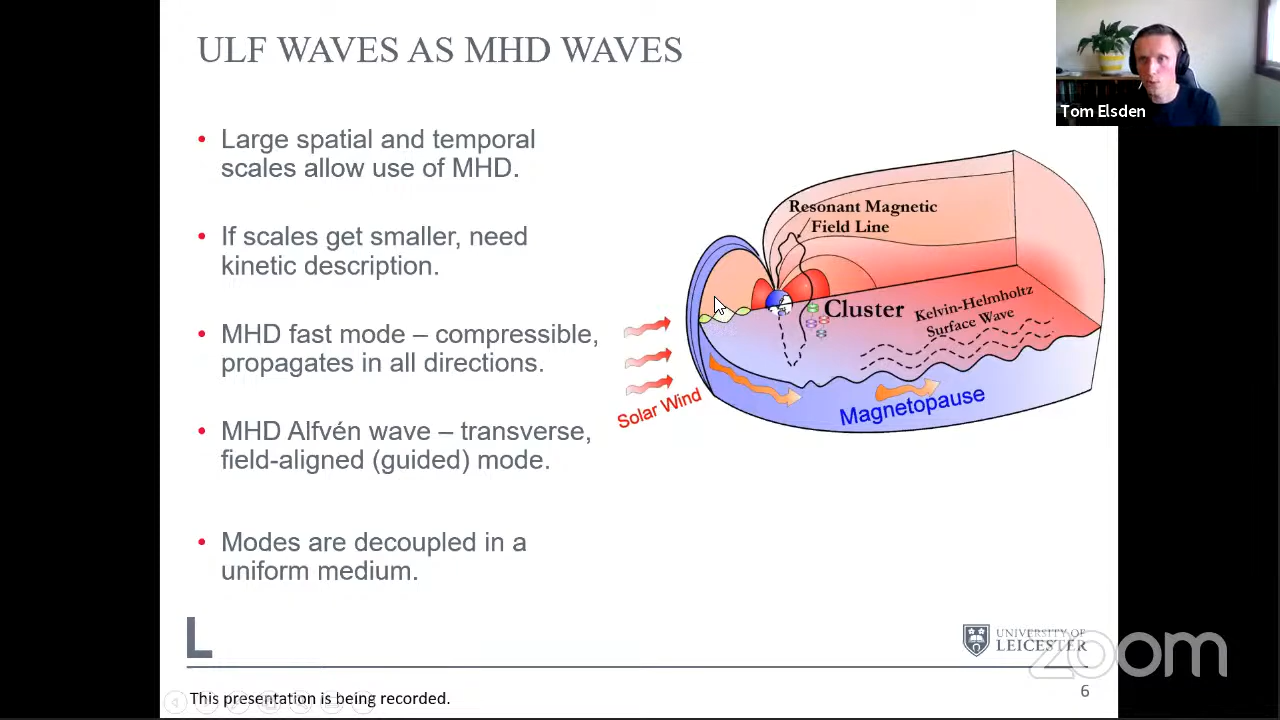 ULF WAVES AS MHD WAVES
Tom Elsden
• Large spatial and temporal
scales allow use of MHD.
• If scales get smaller, need
kinetic description.
• MHD fast mode – compressible,
propagates in all directions.
• MHD Alfvén wave – transverse,
field-aligned (guided) mode.
• Modes are decoupled in a
uniform medium.
Resonant Magnetic
Field Line
Cluster
Kelvin-Helmholtz
Surface Wave
Solar Wind
Magnetopause
L
UNIVERSITY OF
LEICESTER
zoom
This presentation is being recorded.
6